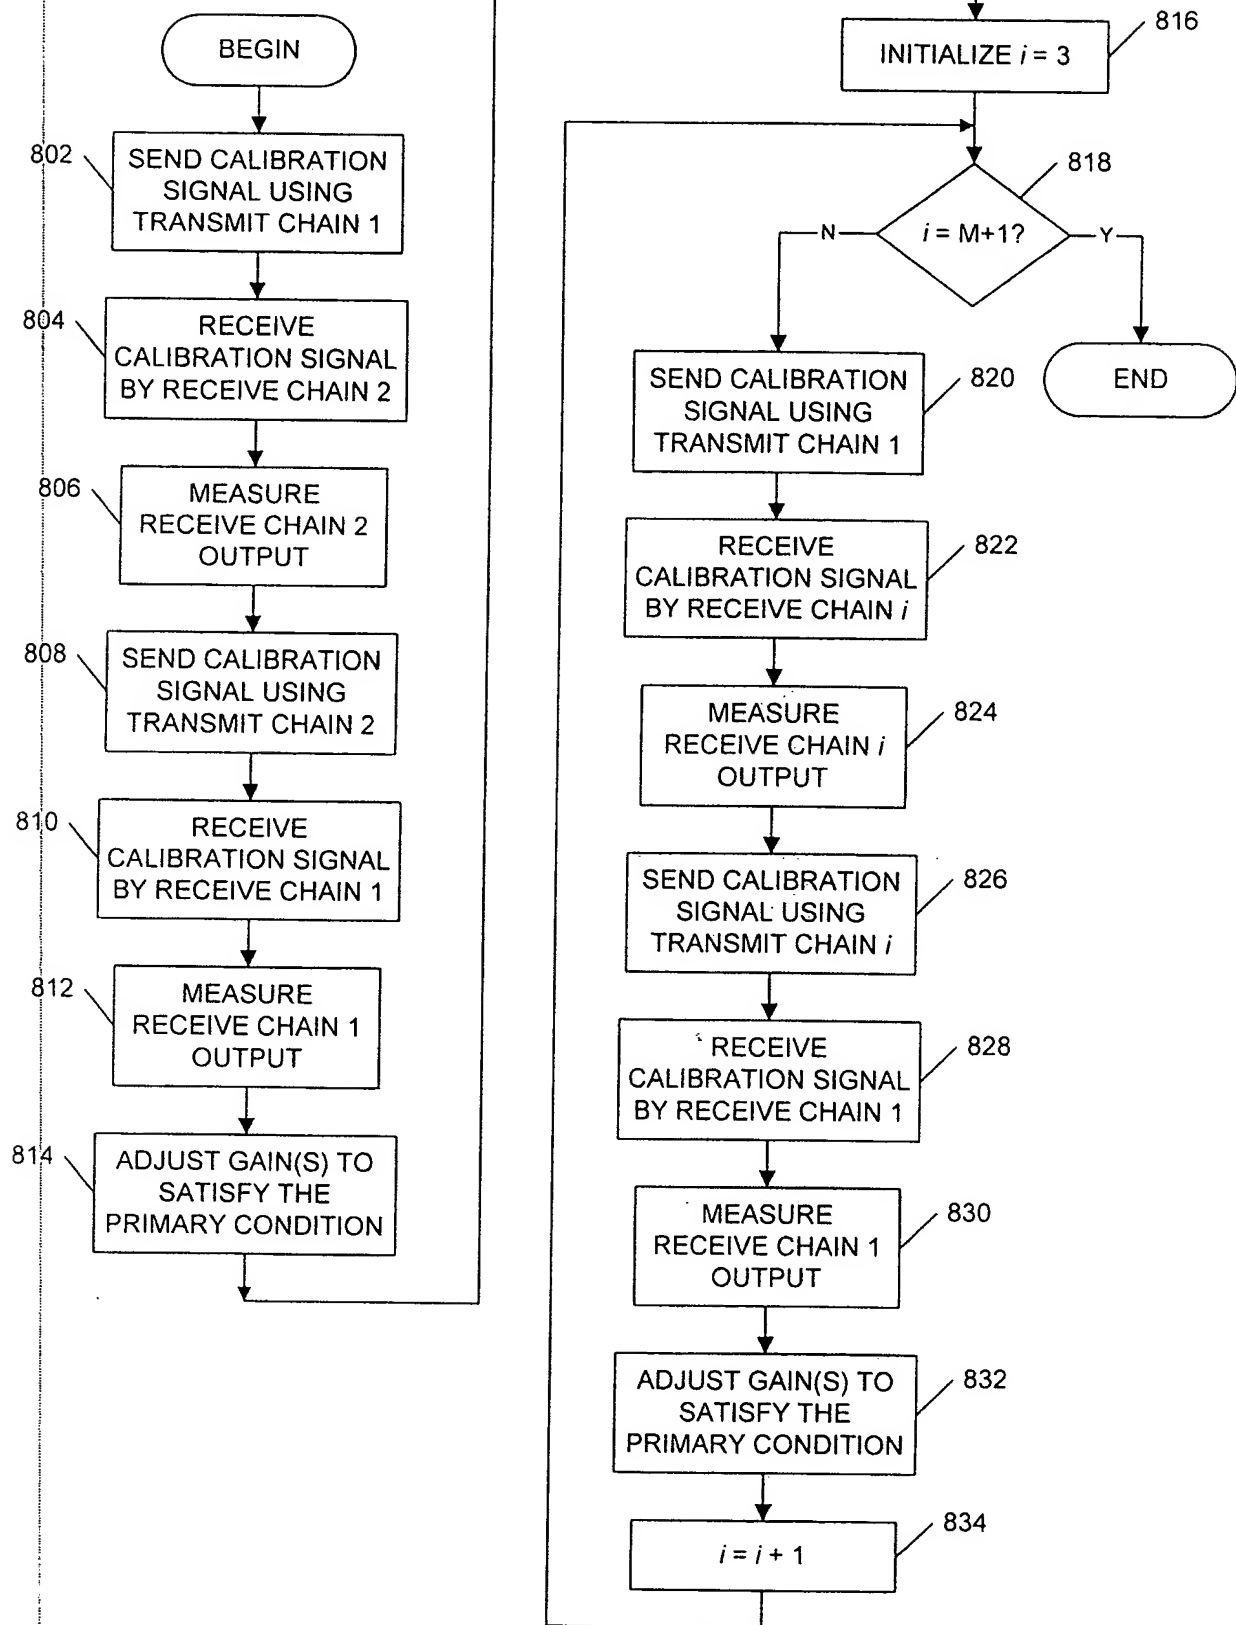 BEGIN
802
SEND CALIBRATION
SIGNAL USING
TRANSMIT CHAIN 1
804
RECEIVE
CALIBRATION SIGNAL
BY RECEIVE CHAIN 2
806
MEASURE
RECEIVE CHAIN 2
OUTPUT
808
SEND CALIBRATION
SIGNAL USING
TRANSMIT CHAIN 2
810
RECEIVE
CALIBRATION SIGNAL
BY RECEIVE CHAIN 1
812
MEASURE
RECEIVE CHAIN 1
OUTPUT
814
ADJUST GAIN(S) TO
SATISFY THE
PRIMARY CONDITION
816
INITIALIZE i = 3
818
i = M+1?
N
Y
END
820
SEND CALIBRATION
SIGNAL USING
TRANSMIT CHAIN 1
822
RECEIVE
CALIBRATION SIGNAL
BY RECEIVE CHAIN i
824
MEASURE
RECEIVE CHAIN i
OUTPUT
826
SEND CALIBRATION
SIGNAL USING
TRANSMIT CHAIN i
828
RECEIVE
CALIBRATION SIGNAL
BY RECEIVE CHAIN 1
830
MEASURE
RECEIVE CHAIN 1
OUTPUT
832
ADJUST GAIN(S) TO
SATISFY THE
PRIMARY CONDITION
834
i = i + 1